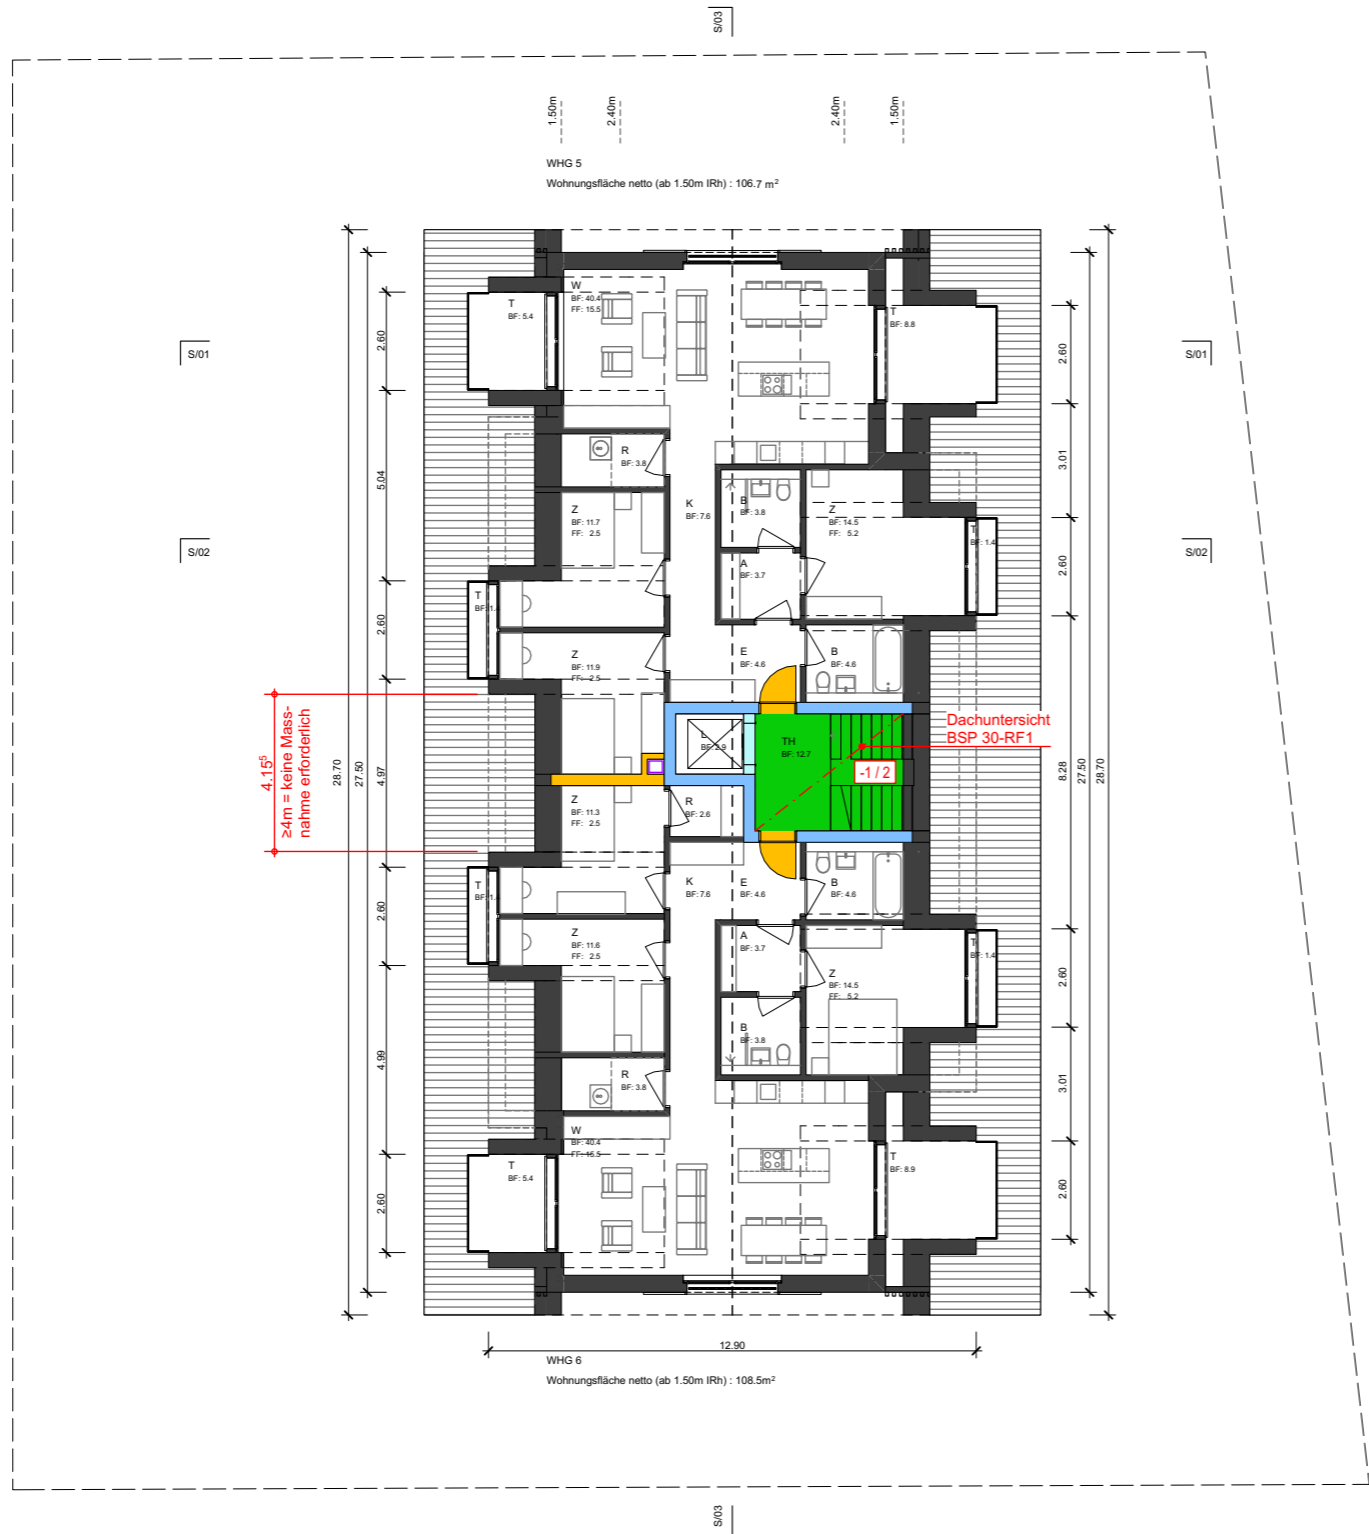 S/03
1.50m
2.40m
2.40m
1.50m
WHG 5
Wohnungsfläche netto (ab 1.50m IRh) : 106.7 m²
S/01
S/01
S/02
S/02
28.70
27.50
2.60
5.04
2.60
4.97
2.60
4.99
2.60
4.15⁵
≥4m = keine Mass-
nahme erforderlich
T
BF: 5.4
W
BF: 40.4
FF: 15.5
T
BF: 8.8
R
BF: 3.8
K
BF: 7.6
Z
BF: 11.7
FF: 2.5
B
BF: 3.8
Z
BF: 14.5
FF: 5.2
T
BF: 1.4
A
BF: 3.7
T
Z
BF: 11.9
FF: 2.5
E
BF: 4.6
B
BF: 4.6
L
BF: 2.9
TH
BF: 12.7
Dachuntersicht
BSP 30-RF1
-1 / 2
Z
BF: 11.3
FF: 2.5
R
BF: 2.6
T
K
BF: 7.6
E
BF: 4.6
B
BF: 4.6
Z
BF: 11.6
FF: 2.5
A
BF: 3.7
Z
BF: 14.5
FF: 5.2
T
BF: 1.4
B
BF: 3.8
R
BF: 3.8
W
BF: 40.4
FF: 15.5
T
BF: 5.4
T
BF: 8.9
2.60
3.01
2.60
8.28
2.60
3.01
2.60
27.50
28.70
12.90
WHG 6
Wohnungsfläche netto (ab 1.50m IRh) : 108.5m²
S/03